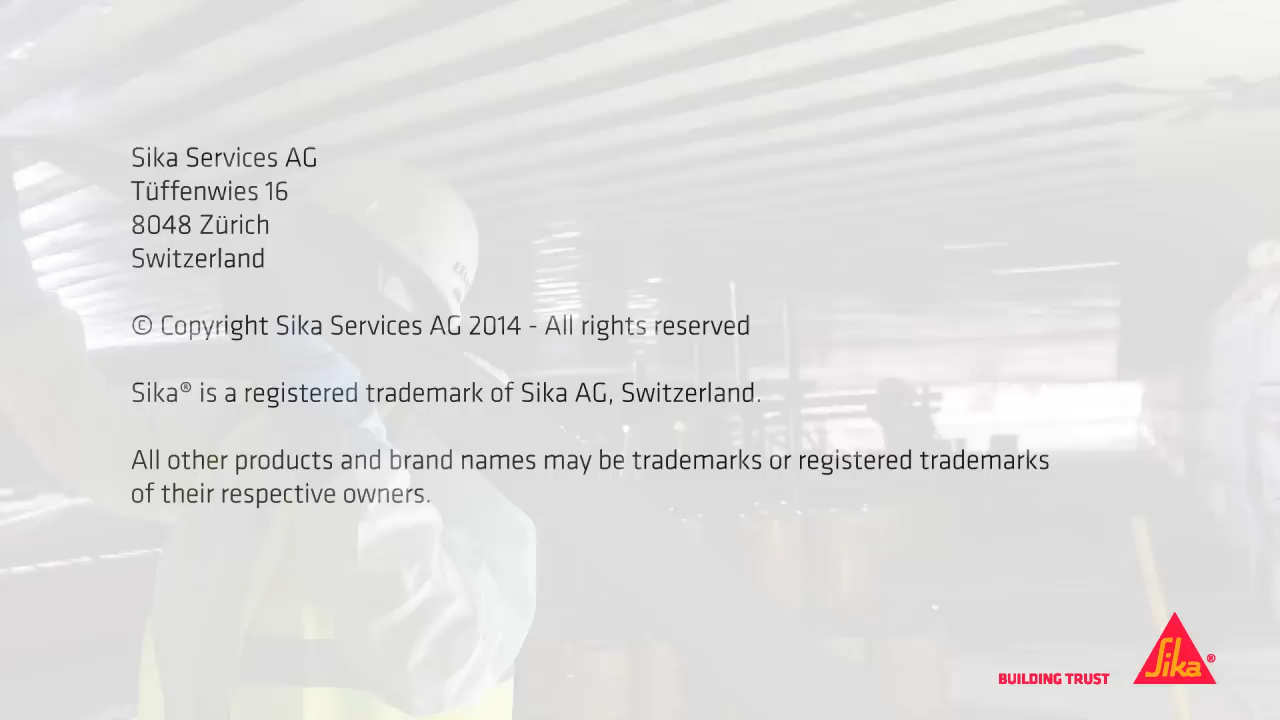 Sika Services AG
Tüffenwies 16
8048 Zürich
Switzerland
© Copyright Sika Services AG 2014 - All rights reserved
Sika® is a registered trademark of Sika AG, Switzerland.
All other products and brand names may be trademarks or registered trademarks
of their respective owners.
BUILDING TRUST
Sika®